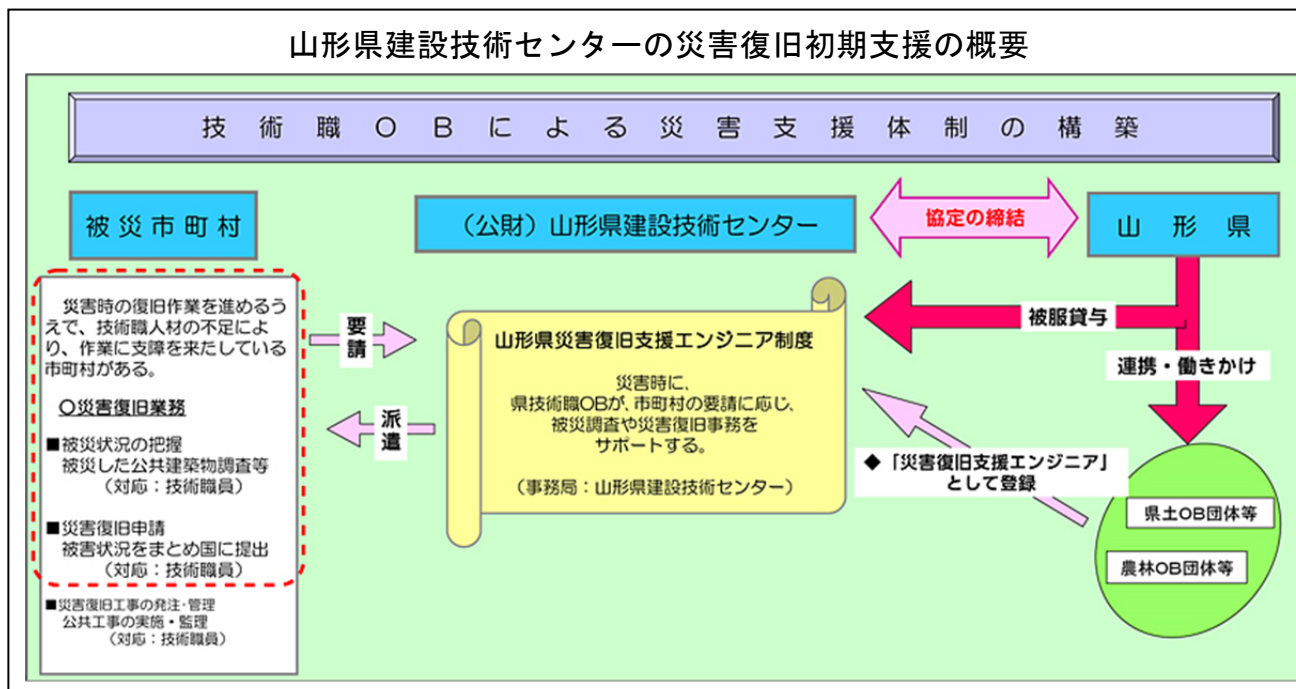 山形県建設技術センターの災害復旧初期支援の概要
技術職OBによる災害支援体制の構築
被災市町村
(公財)山形県建設技術センター
協定の締結
山形県
災害時の復旧作業を進めるう
えで、技術職人材の不足によ
り、作業に支障を来たしている
市町村がある。
〇災害復旧業務
■被災状況の把握
被災した公共建築物調査等
(対応:技術職員)
■災害復旧申請
被害状況をまとめ国に提出
(対応:技術職員)
■災害復旧工事の発注・管理
公共工事の実施・監理
(対応:技術職員)
要請
派遣
山形県災害復旧支援エンジニア制度
災害時に、
県技術職OBが、市町村の要請に応じ、
被災調査や災害復旧事務を
サポートする。
(事務局:山形県建設技術センター)
被服貸与
連携・働きかけ
◆「災害復旧支援エンジニア」
として登録
県土OB団体等
農林OB団体等